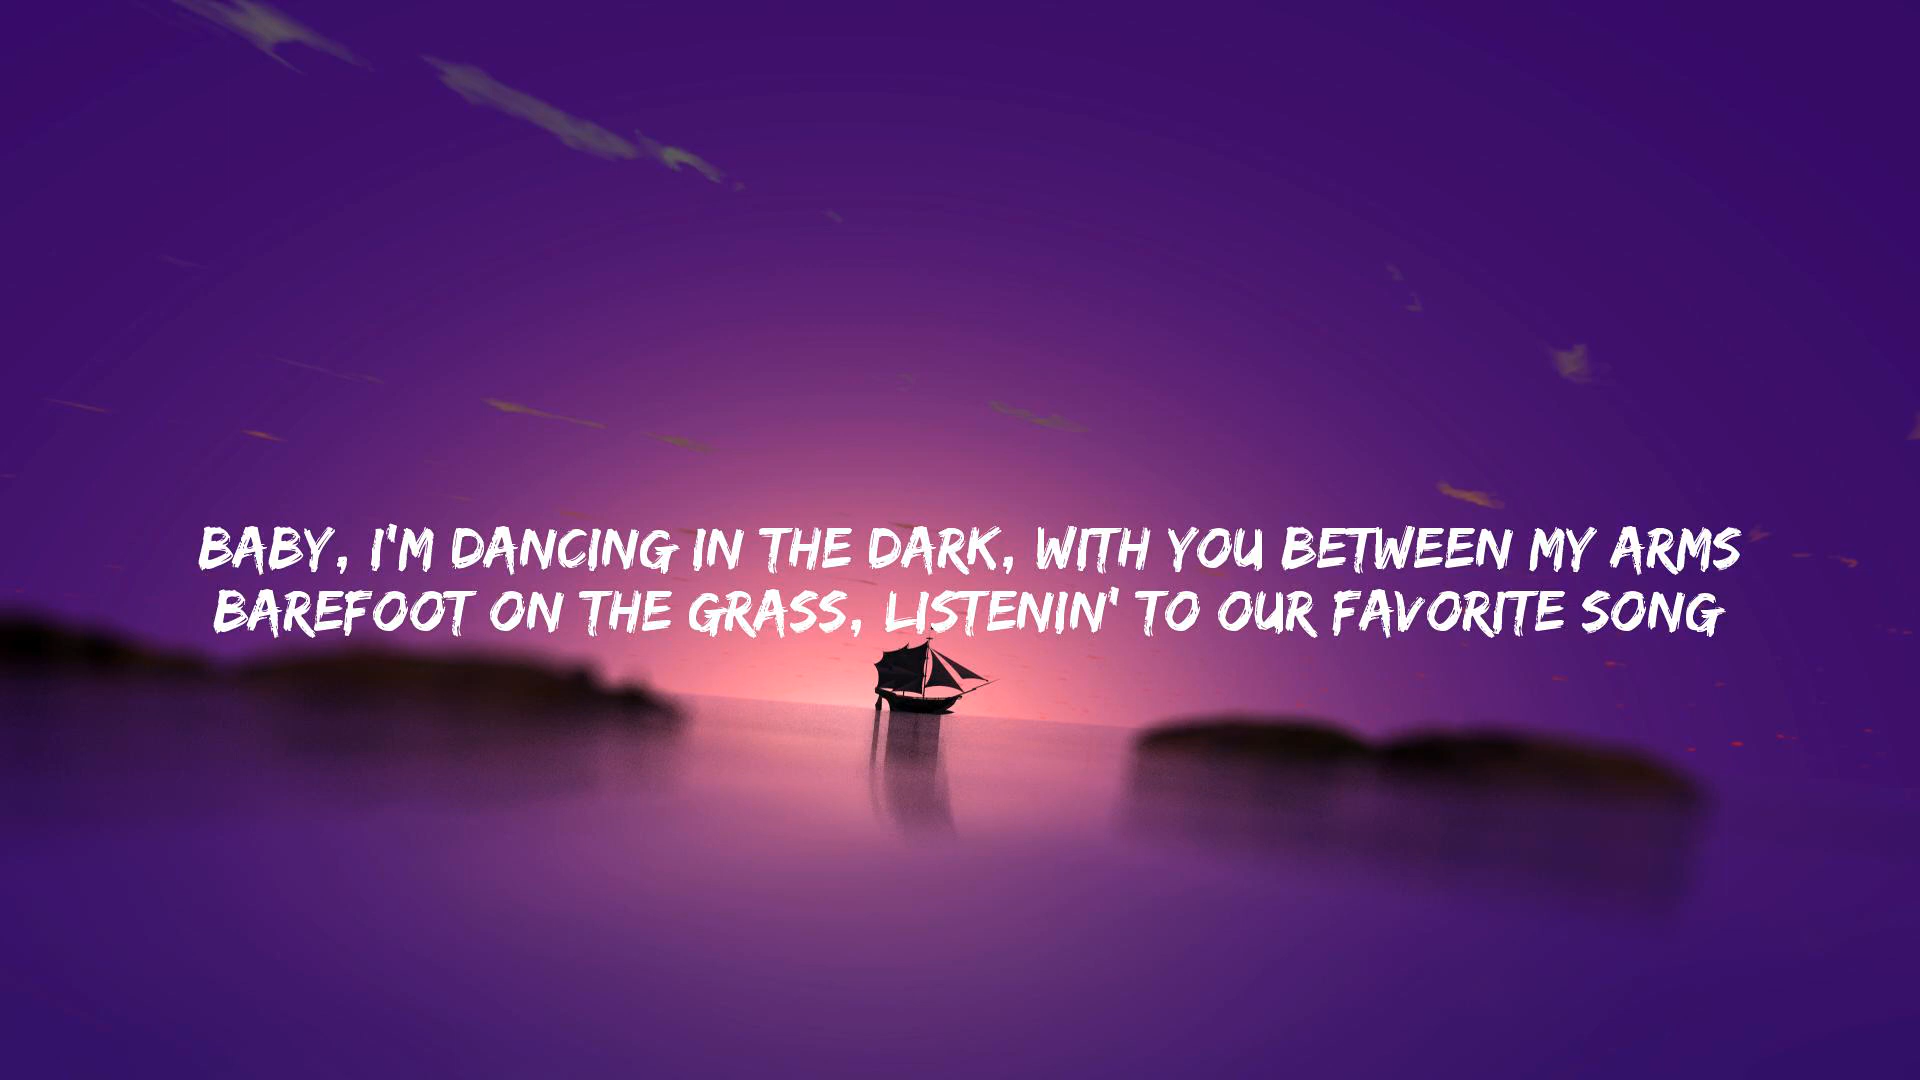 BABY, I'M DANCING IN THE DARK, WITH YOU BETWEEN MY ARMS
BAREFOOT ON THE GRASS, LISTENIN' TO OUR FAVORITE SONG